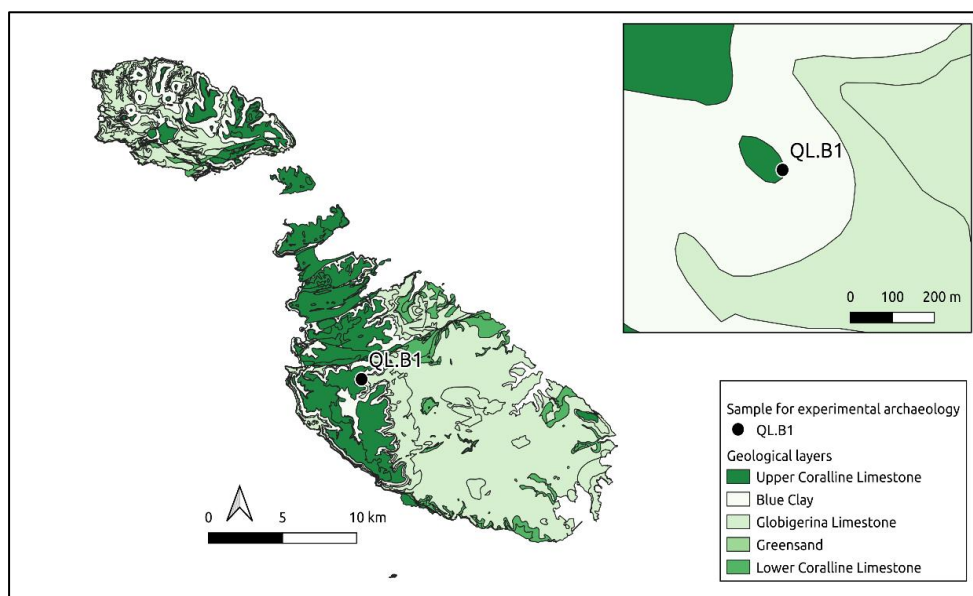 QL.B1
0 100 200 m
QL.B1
0 5 10 km
Sample for experimental archaeology
QL.B1
Geological layers
Upper Coralline Limestone
Blue Clay
Globigerina Limestone
Greensand
Lower Coralline Limestone